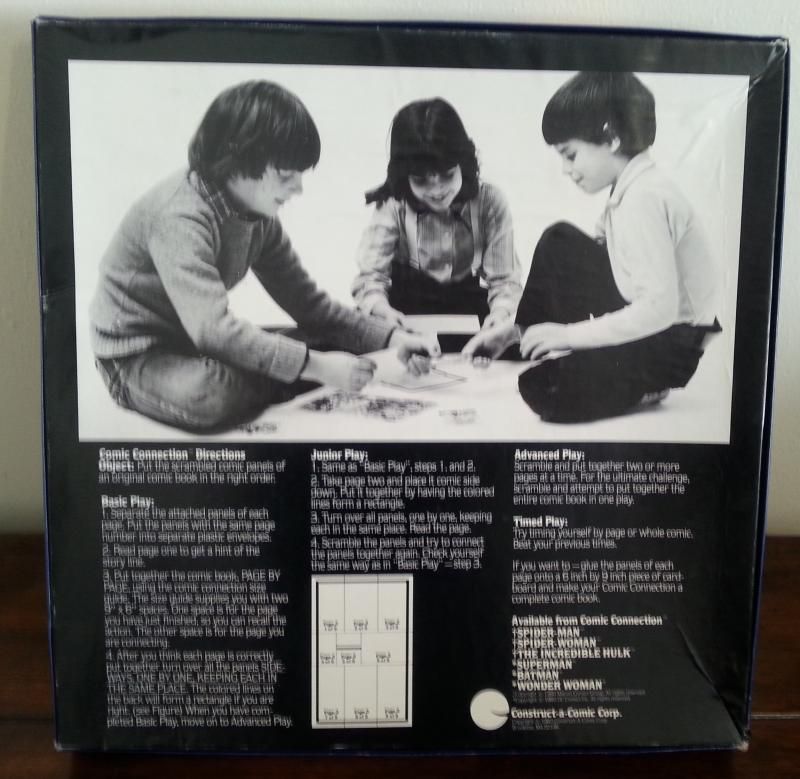 Comic Connection™ Directions
Object: Put the scrambled comic panels of
an original comic book in the right order.
Basic Play:
1. Separate the attached panels of each
page. Put the panels with the same page
number into separate plastic envelopes.
2. Read page one to get a hint of the
story line.
3. Put together the comic book, PAGE BY
PAGE, using the comic connection size
guide. The size guide supplies you with two
9" x 6" spaces. One space is for the page
you have just finished, so you can recall the
action. The other space is for the page you
are connecting.
4. After you think each page is correctly
put together, turn over all the panels SIDE-
WAYS, ONE BY ONE, KEEPING EACH IN
THE SAME PLACE. The colored lines on
the back will form a rectangle if you are
right. (see Figure) When you have com-
pleted Basic Play, move on to Advanced Play.
Junior Play:
1. Same as "Basic Play", steps 1. and 2.
2. Take page two and place it comic side
down. Put it together by having the colored
lines form a rectangle.
3. Turn over all panels, one by one, keeping
each in the same place. Read the page.
4. Scramble the panels and try to connect
the panels together again. Check yourself
the same way as in "Basic Play"—step 3.
Advanced Play:
Scramble and put together two or more
pages at a time. For the ultimate challenge,
scramble and attempt to put together the
entire comic book in one play.
Timed Play:
Try timing yourself by page or whole comic.
Beat your previous times.
If you want to—glue the panels of each
page onto a 6 inch by 9 inch piece of card-
board and make your Comic Connection a
complete comic book.
Available from Comic Connection™
*SPIDER-MAN
*SPIDER-WOMAN
*THE INCREDIBLE HULK
*SUPERMAN
*BATMAN
*WONDER WOMAN
Construct-a-Comic Corp.